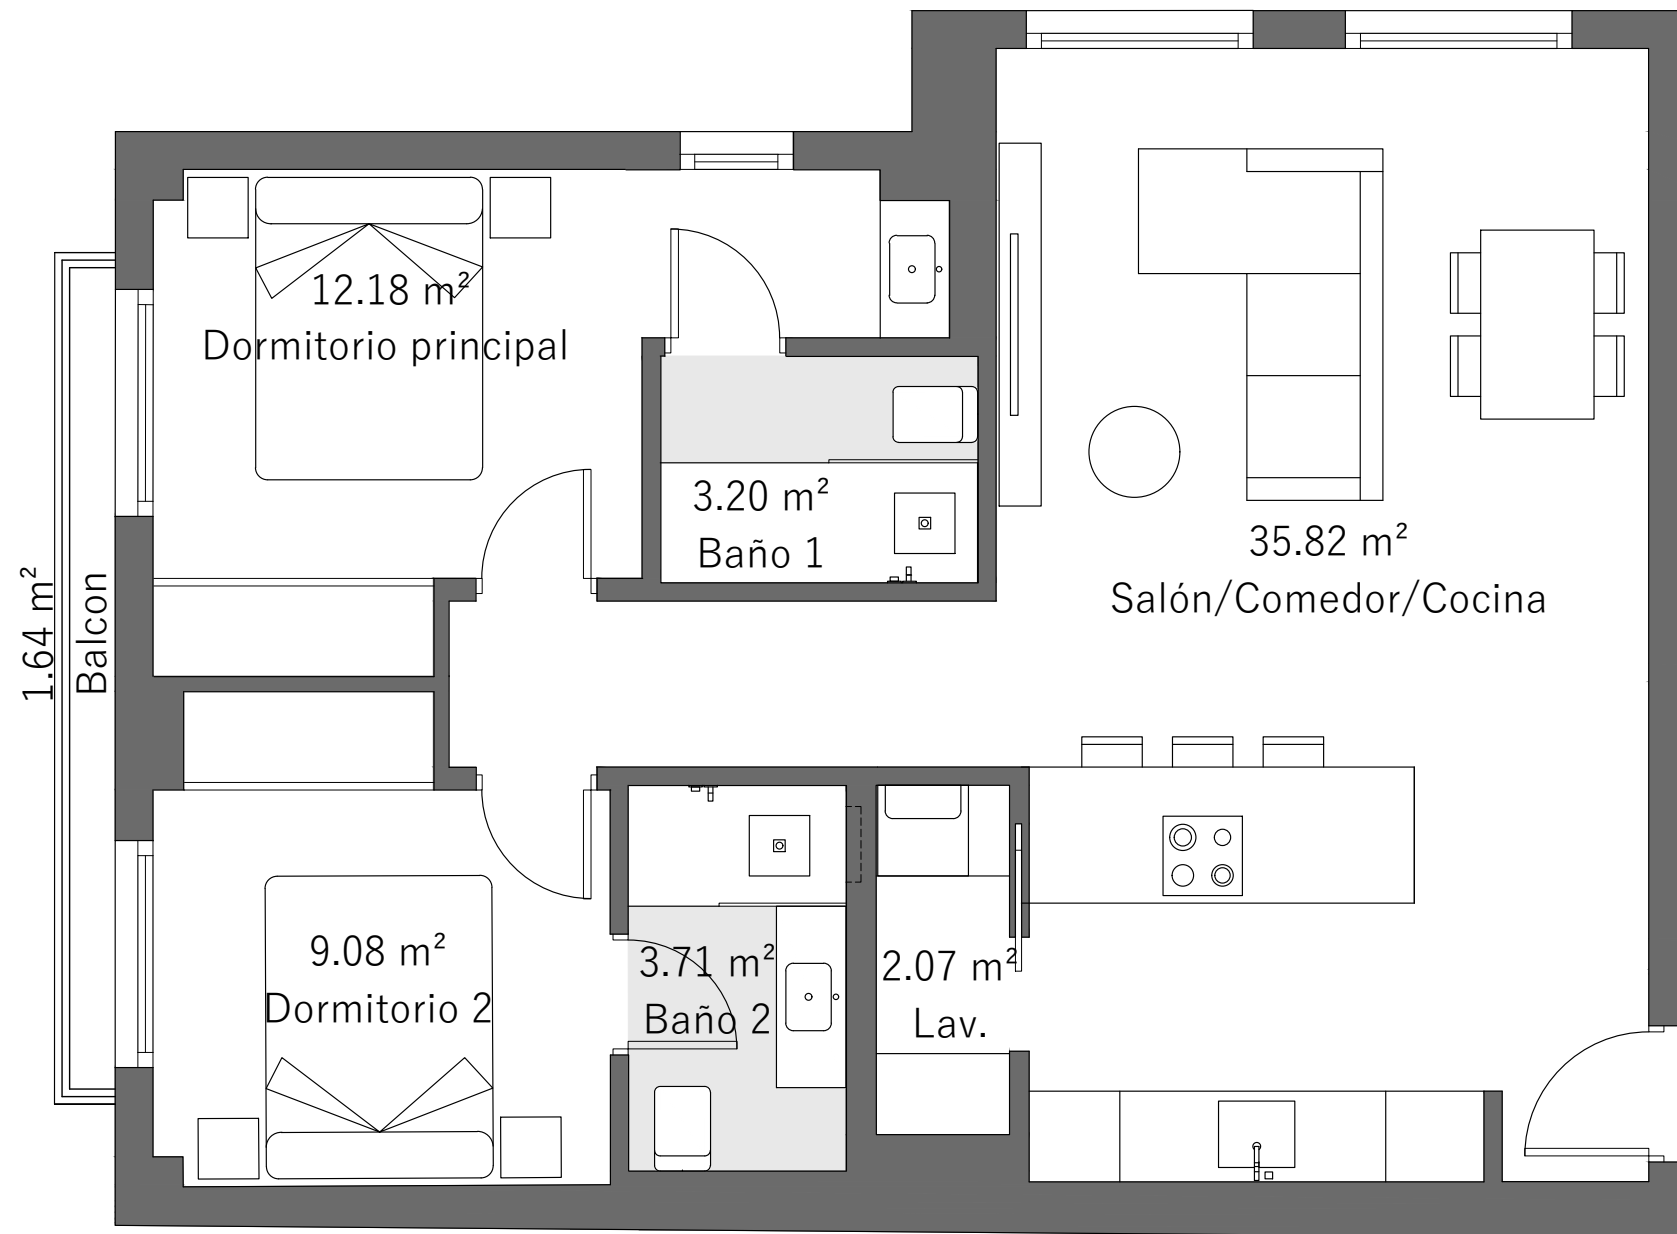 12.18 m²
Dormitorio principal
3.20 m²
Baño 1
35.82 m²
Salón/Comedor/Cocina
1.64 m²
Balcon
9.08 m²
Dormitorio 2
3.71 m²
Baño 2
2.07 m²
Lav.